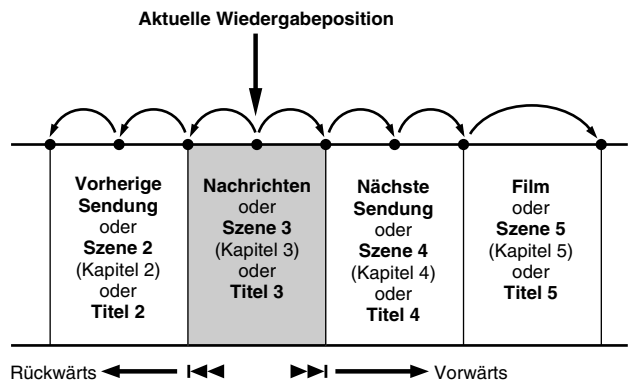 Aktuelle Wiedergabeposition
Vorherige
Sendung
oder
Szene 2
(Kapitel 2)
oder
Titel 2
Nachrichten
oder
Szene 3
(Kapitel 3)
oder
Titel 3
Nächste
Sendung
oder
Szene 4
(Kapitel 4)
oder
Titel 4
Film
oder
Szene 5
(Kapitel 5)
oder
Titel 5
Rückwärts
Vorwärts